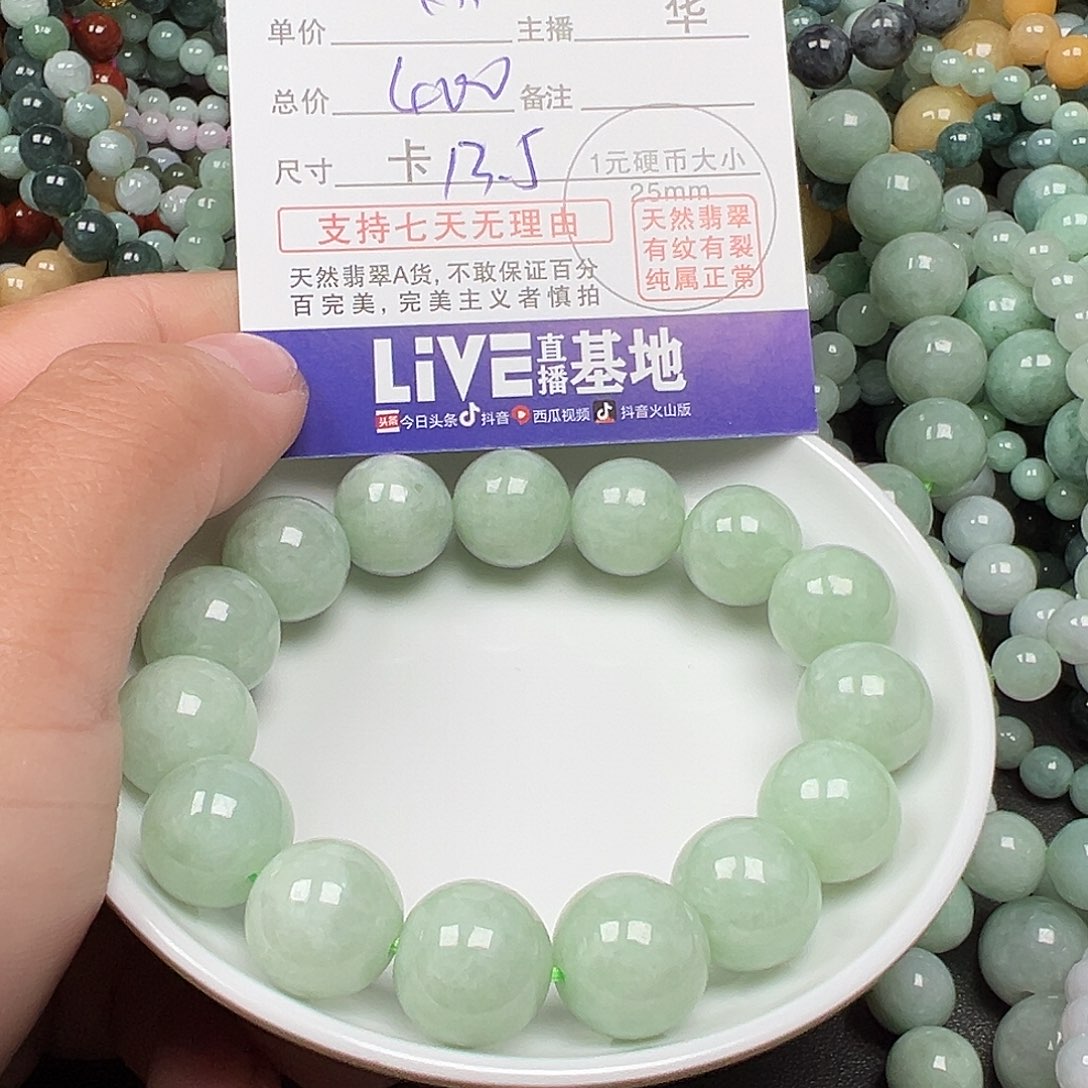 单价 主播 华
总价 600 备注
尺寸 卡 13.5
1元硬币大小
25mm
支持七天无理由
天然翡翠
有纹有裂
纯属正常
天然翡翠A货,不敢保证百分
百完美,完美主义者慎拍
LiVE直播基地
头条 今日头条 抖音 西瓜视频 抖音火山版